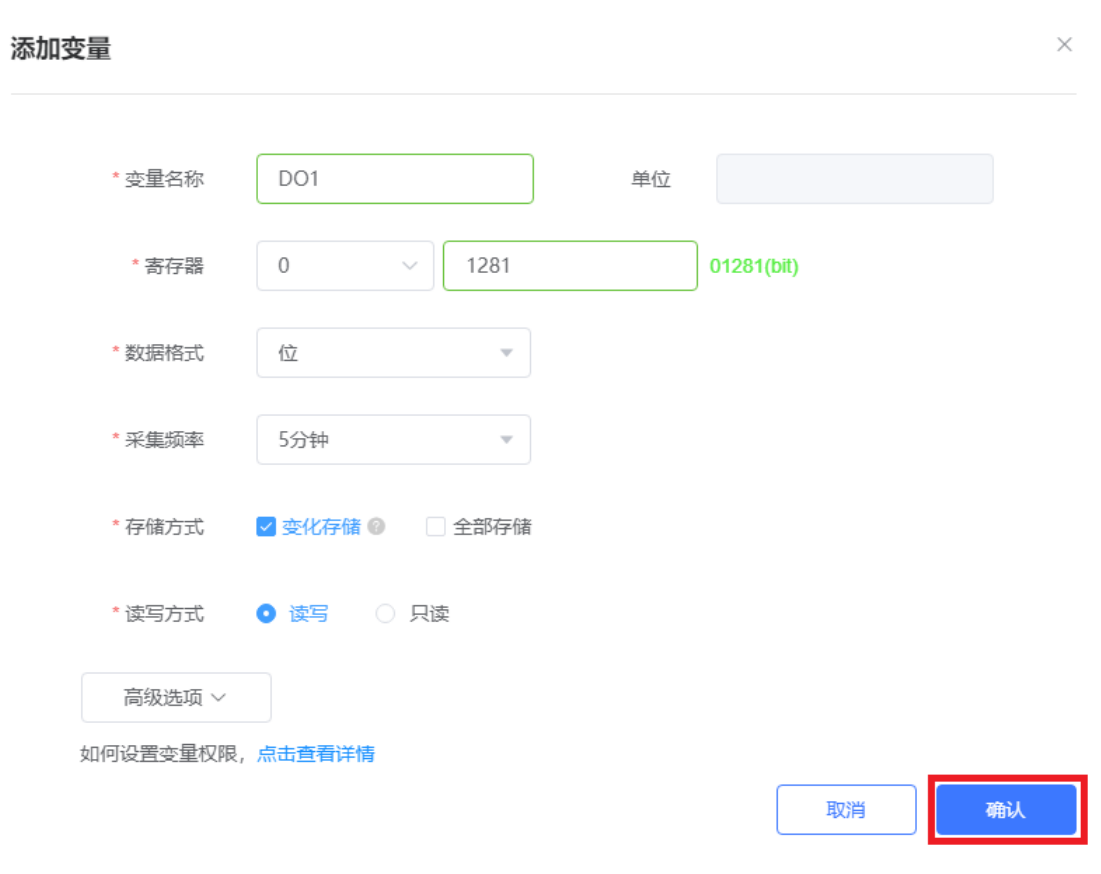 添加变量
* 变量名称 DO1 单位
* 寄存器 0 1281 01281(bit)
* 数据格式 位
* 采集频率 5分钟
* 存储方式 变化存储 ? 全部存储
* 读写方式 读写 只读
高级选项
如何设置变量权限，点击查看详情
取消 确认